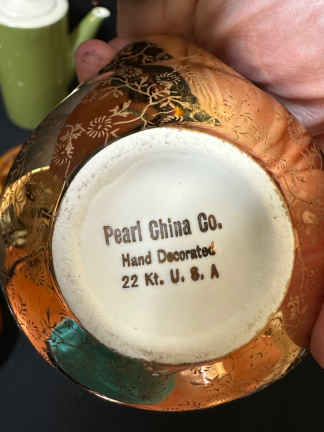 Pearl China Co.
Hand Decorated
22 Kt. U. S. A